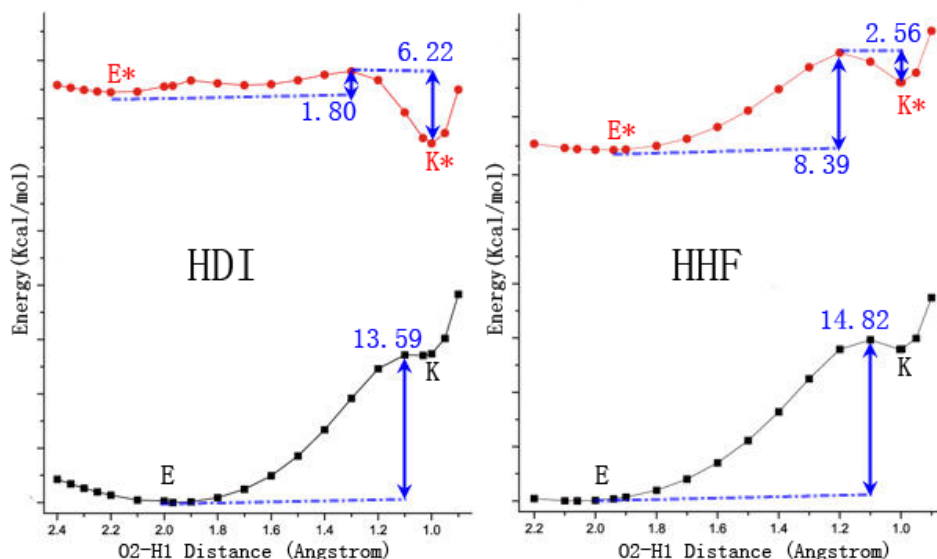 Energy(Kcal/mol)
E*
6.22
1.80
K*
HDI
13.59
K
E
2.4 2.2 2.0 1.8 1.6 1.4 1.2 1.0
O2-H1 Distance (Angstrom)
Energy(Kcal/mol)
2.56
E*
K*
8.39
HHF
14.82
K
E
2.2 2.0 1.8 1.6 1.4 1.2 1.0
O2-H1 Distance (Angstrom)